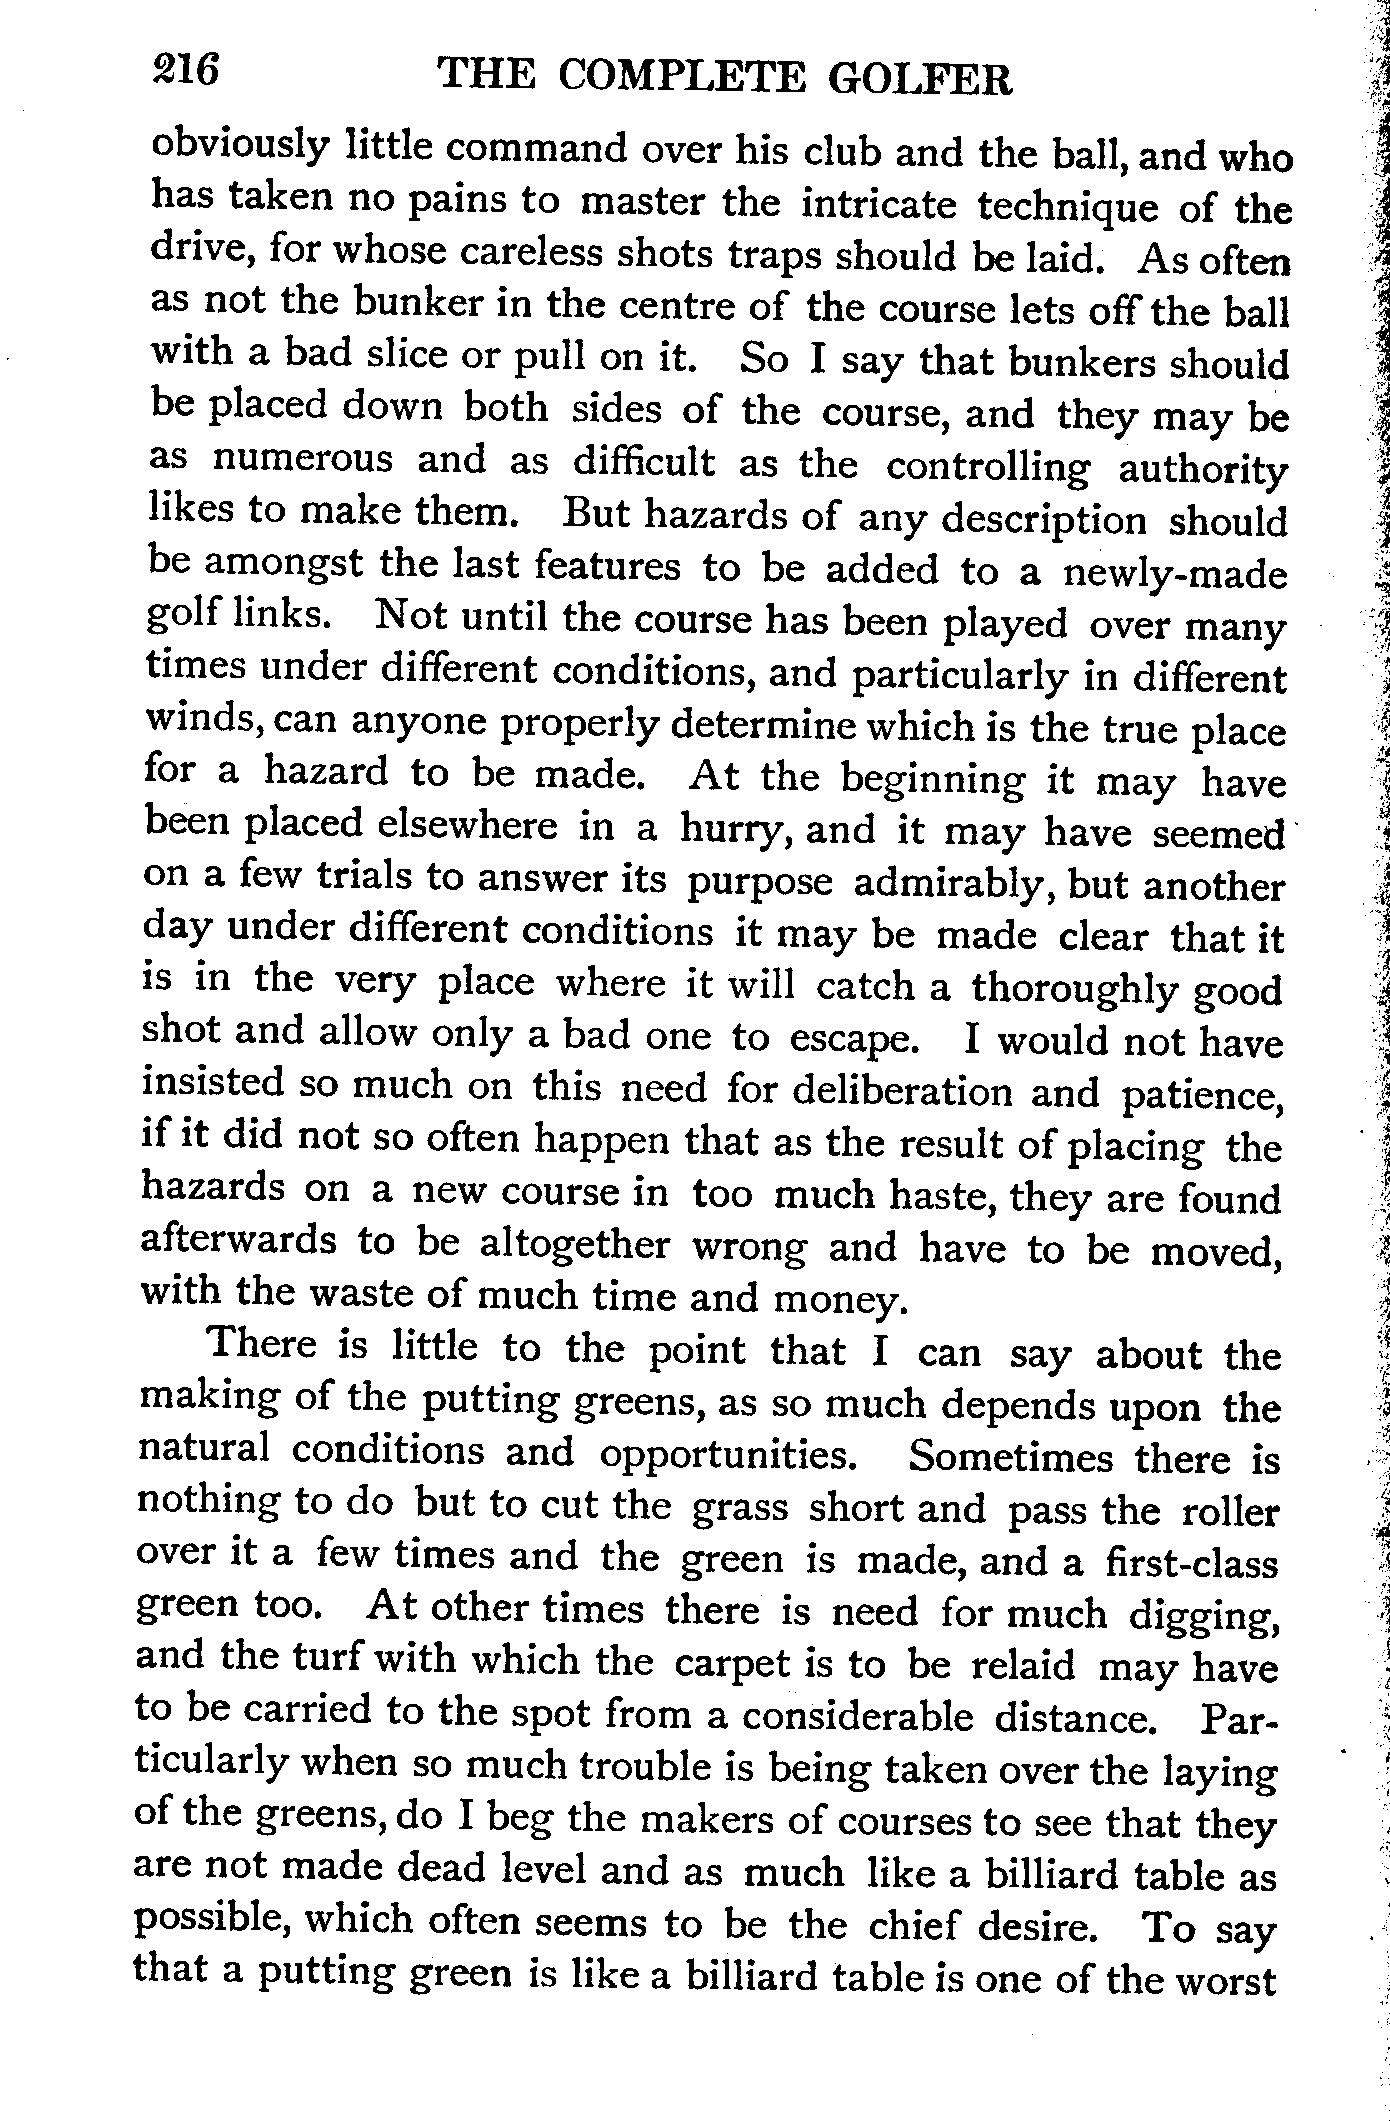 216 THE COMPLETE GOLFER
obviously little command over his club and the ball, and who
has taken no pains to master the intricate technique of the
drive, for whose careless shots traps should be laid. As often
as not the bunker in the centre of the course lets off the ball
with a bad slice or pull on it. So I say that bunkers should
be placed down both sides of the course, and they may be
as numerous and as difficult as the controlling authority
likes to make them. But hazards of any description should
be amongst the last features to be added to a newly-made
golf links. Not until the course has been played over many
times under different conditions, and particularly in different
winds, can anyone properly determine which is the true place
for a hazard to be made. At the beginning it may have
been placed elsewhere in a hurry, and it may have seemed
on a few trials to answer its purpose admirably, but another
day under different conditions it may be made clear that it
is in the very place where it will catch a thoroughly good
shot and allow only a bad one to escape. I would not have
insisted so much on this need for deliberation and patience,
if it did not so often happen that as the result of placing the
hazards on a new course in too much haste, they are found
afterwards to be altogether wrong and have to be moved,
with the waste of much time and money.
There is little to the point that I can say about the
making of the putting greens, as so much depends upon the
natural conditions and opportunities. Sometimes there is
nothing to do but to cut the grass short and pass the roller
over it a few times and the green is made, and a first-class
green too. At other times there is need for much digging,
and the turf with which the carpet is to be relaid may have
to be carried to the spot from a considerable distance. Par-
ticularly when so much trouble is being taken over the laying
of the greens, do I beg the makers of courses to see that they
are not made dead level and as much like a billiard table as
possible, which often seems to be the chief desire. To say
that a putting green is like a billiard table is one of the worst